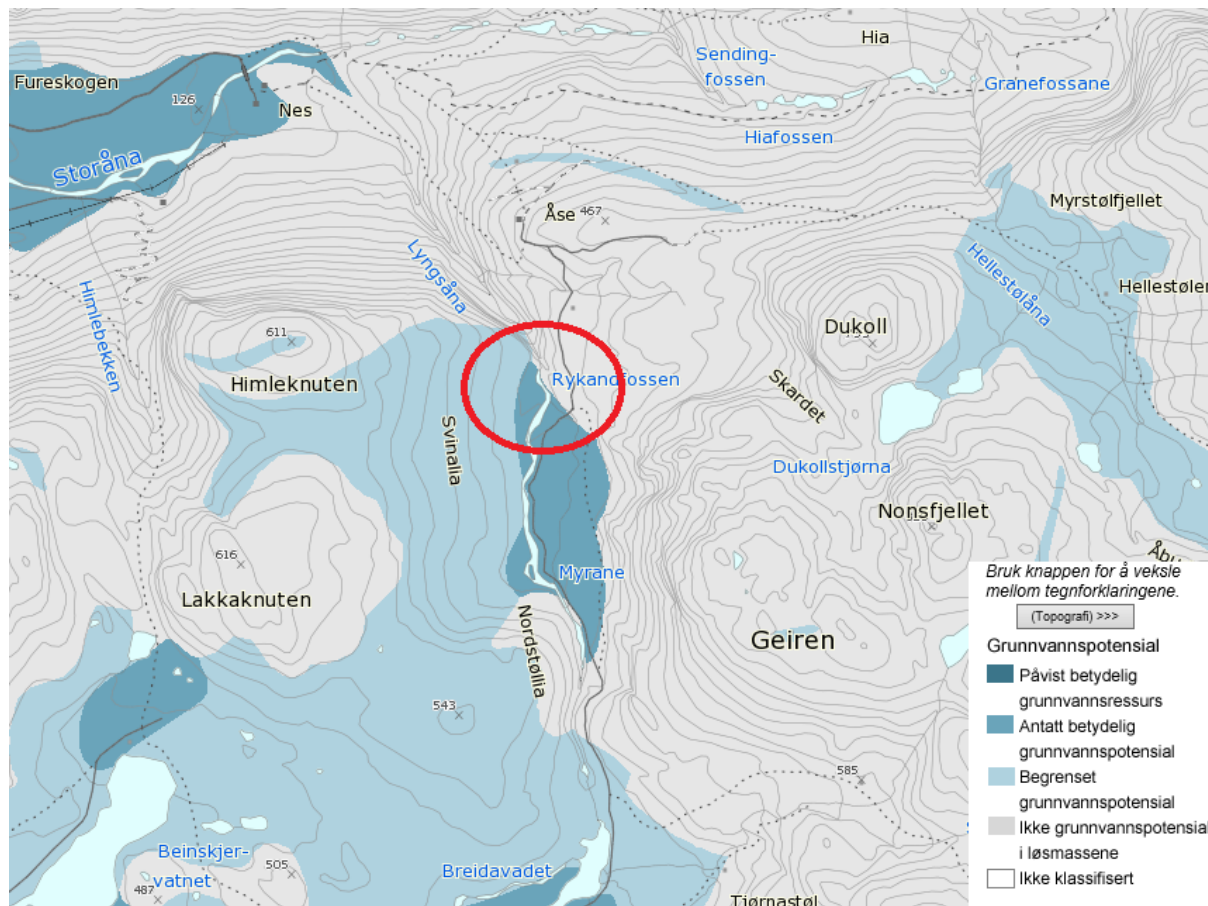 Hia
Sending-
fossen
Fureskogen
Granefossane
126
Nes
Hiafossen
Storåna
Myrstølfjellet
Åse
467
Lyngsåna
Hellestølåna
Himlebekken
Hellestølen
611
Dukoll
Himleknuten
Rykandfossen
Skardet
Svinalia
Dukollstjørna
Nonsfjellet
616
Myrane
Lakkaknuten
Nordstøllia
Geiren
543
585
Beinskjer-
vatnet
505
487
Breidavadet
Tjørnastøl
Bruk knappen for å veksle
mellom tegnforklaringene.
(Topografi) >>>
Grunnvannspotensial
Påvist betydelig
grunnvannsressurs
Antatt betydelig
grunnvannspotensial
Begrenset
grunnvannspotensial
Ikke grunnvannspotensial
i løsmassene
Ikke klassifisert